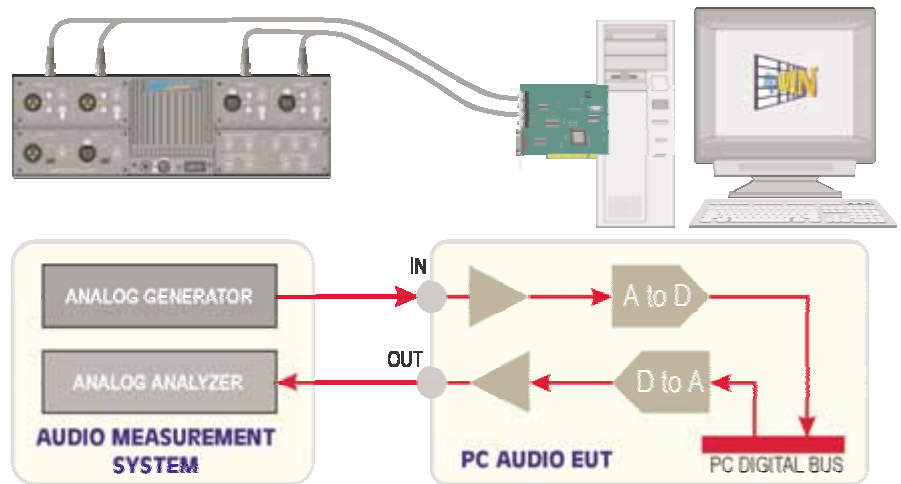 WIN
ANALOG GENERATOR
IN
A to D
ANALOG ANALYZER
OUT
D to A
AUDIO MEASUREMENT
SYSTEM
PC AUDIO EUT
PC DIGITAL BUS